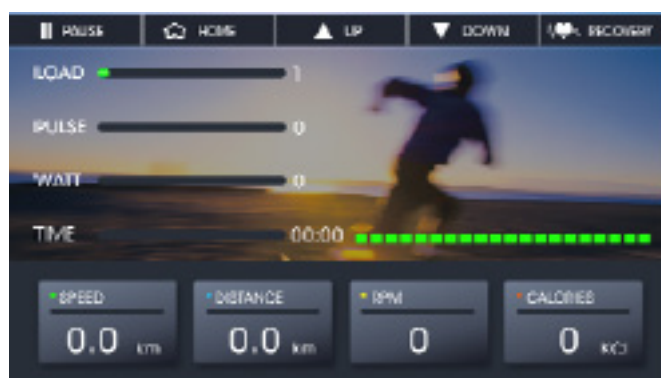 PAUSE HOME UP DOWN RECOVERY
LOAD 1
PULSE 0
WATT 0
TIME 00:00
SPEED DISTANCE RPM CALORIES
0.0 km 0.0 km 0 0